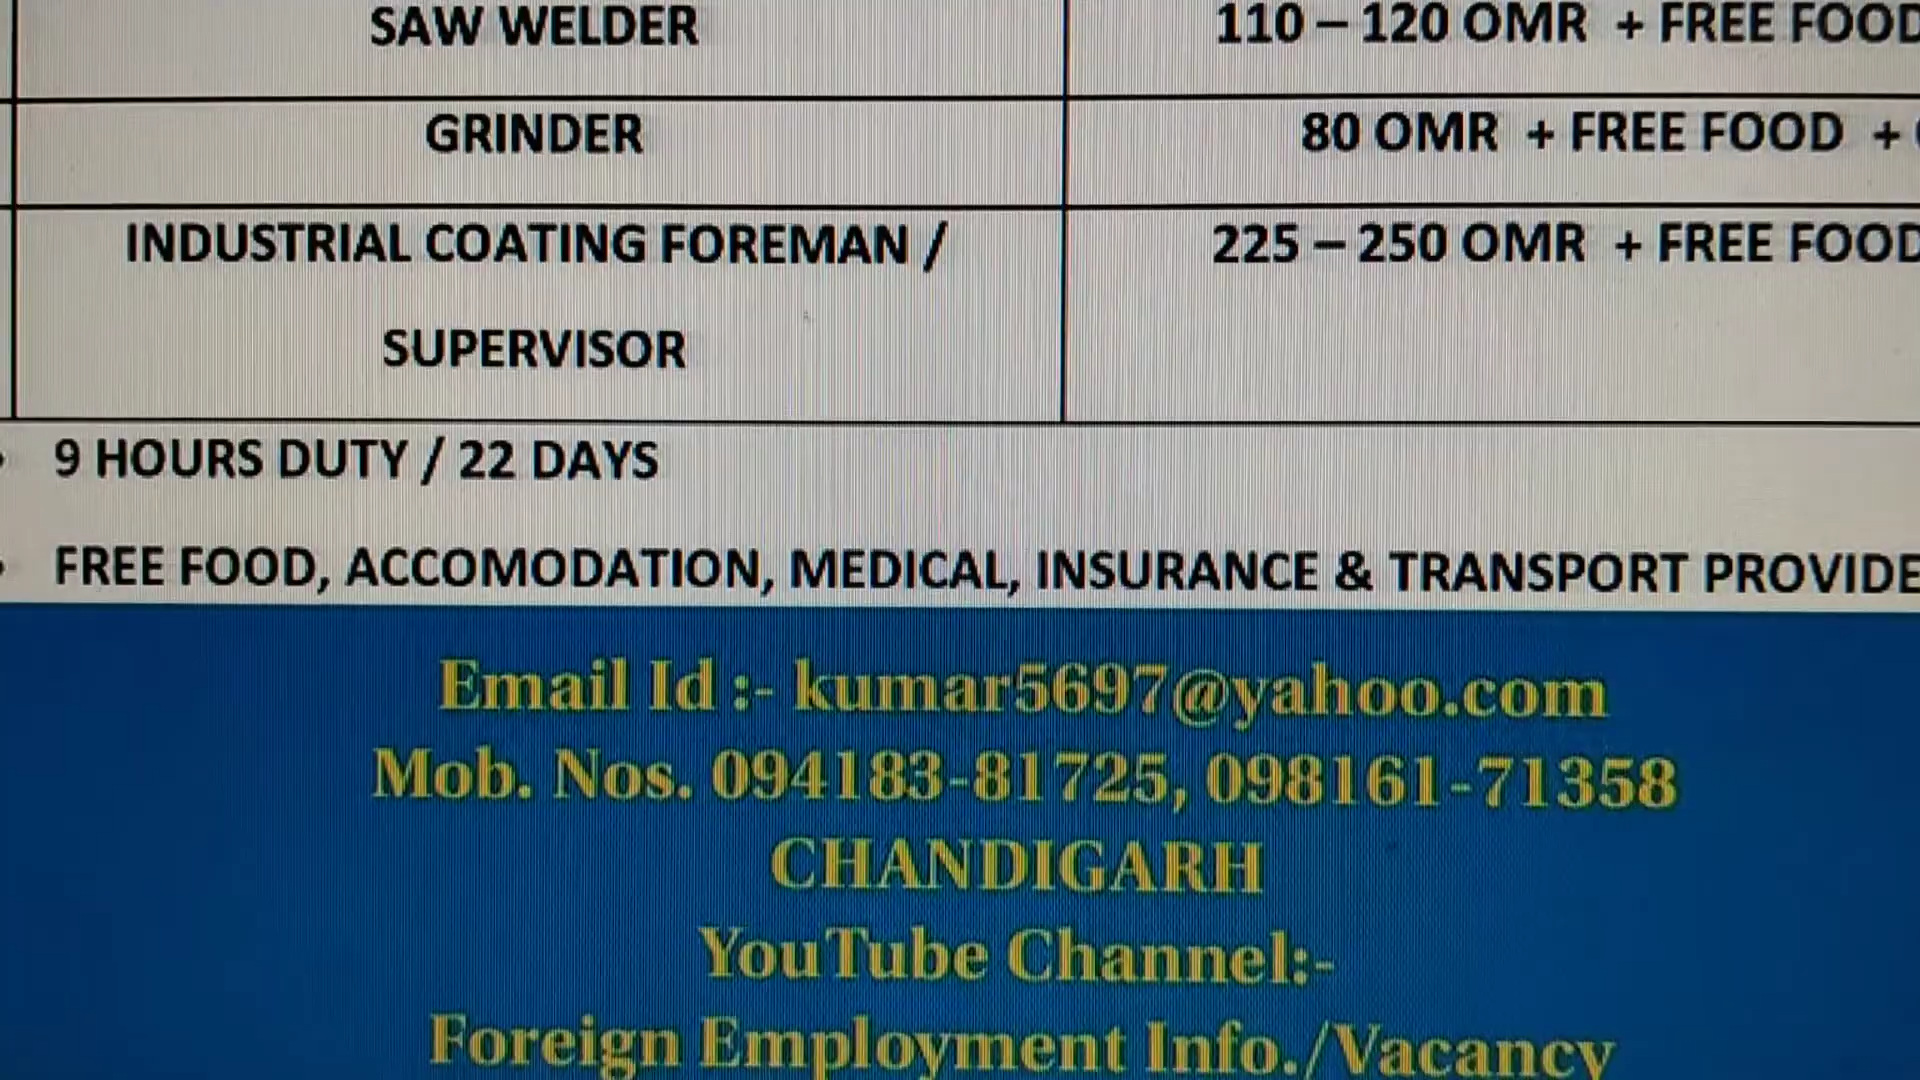 SAW WELDER 110 – 120 OMR + FREE FOOD
GRINDER 80 OMR + FREE FOOD +
INDUSTRIAL COATING FOREMAN / 225 – 250 OMR + FREE FOOD
SUPERVISOR
9 HOURS DUTY / 22 DAYS
FREE FOOD, ACCOMODATION, MEDICAL, INSURANCE & TRANSPORT PROVIDE
Email Id :- kumar5697@yahoo.com
Mob. Nos. 094183-81725, 098161-71358
CHANDIGARH
YouTube Channel:-
Foreign Employment Info./Vacancy